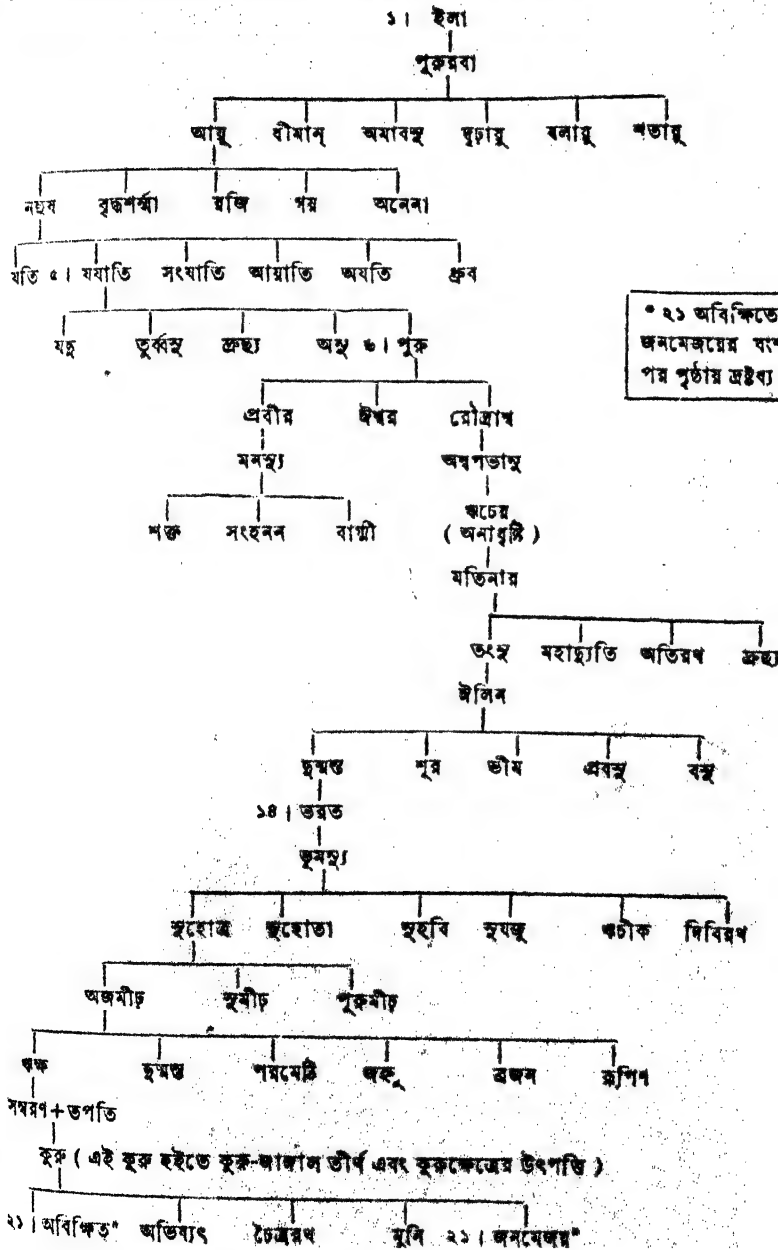 ১। ইলা
পুরুরবা
আয়ু ধীমান্ অমাবসু দৃঢ়ায়ু বনায়ু শতায়ু
নহুষ বৃদ্ধশর্ম্মা রজি গয় অনেনা
যতি ৫। যযাতি সংযাতি আয়াতি অযতি ধ্রুব
* ২১ অবিক্ষিতে
জনমেজয়ের বংশ
পর পৃষ্ঠায় দ্রষ্টব্য
যদু তুর্ব্বসু দ্রুহ্য অনু ৬। পুরু
প্রবীর ঈশ্বর রৌদ্রাশ্ব
মনস্যু অন্বগভানু
শক্ত সংহনন বাগ্মী ঋচেয়
( অনাধৃষ্টি )
মতিনার
তংসু মহাদ্যুতি অতিরথ দ্রুহ্য
ঈলিন
দুষ্মন্ত শূর ভীম প্রবসু বসু
১৪। ভরত
ভূমন্যু
সুহোত্র সুহোতা সুহবি সুযজু ঋচীক দিবিরথ
অজমীঢ় সুমীঢ় পুরুমীঢ়
ঋক্ষ দুষ্মন্ত পরমেষ্ঠি জহ্নু ব্রজন রূপিণ
সম্বরণ+তপতি
কুরু ( এই কুরু হইতে কুরু-জাঙ্গাল তীর্থ এবং কুরুক্ষেত্রের উৎপত্তি )
২১। অবিক্ষিত* অভিষ্যৎ চৈত্ররথ মুনি ২১। জনমেজয়*